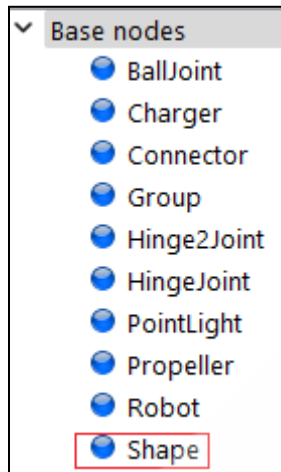 Base nodes
BallJoint
Charger
Connector
Group
Hinge2Joint
HingeJoint
PointLight
Propeller
Robot
Shape